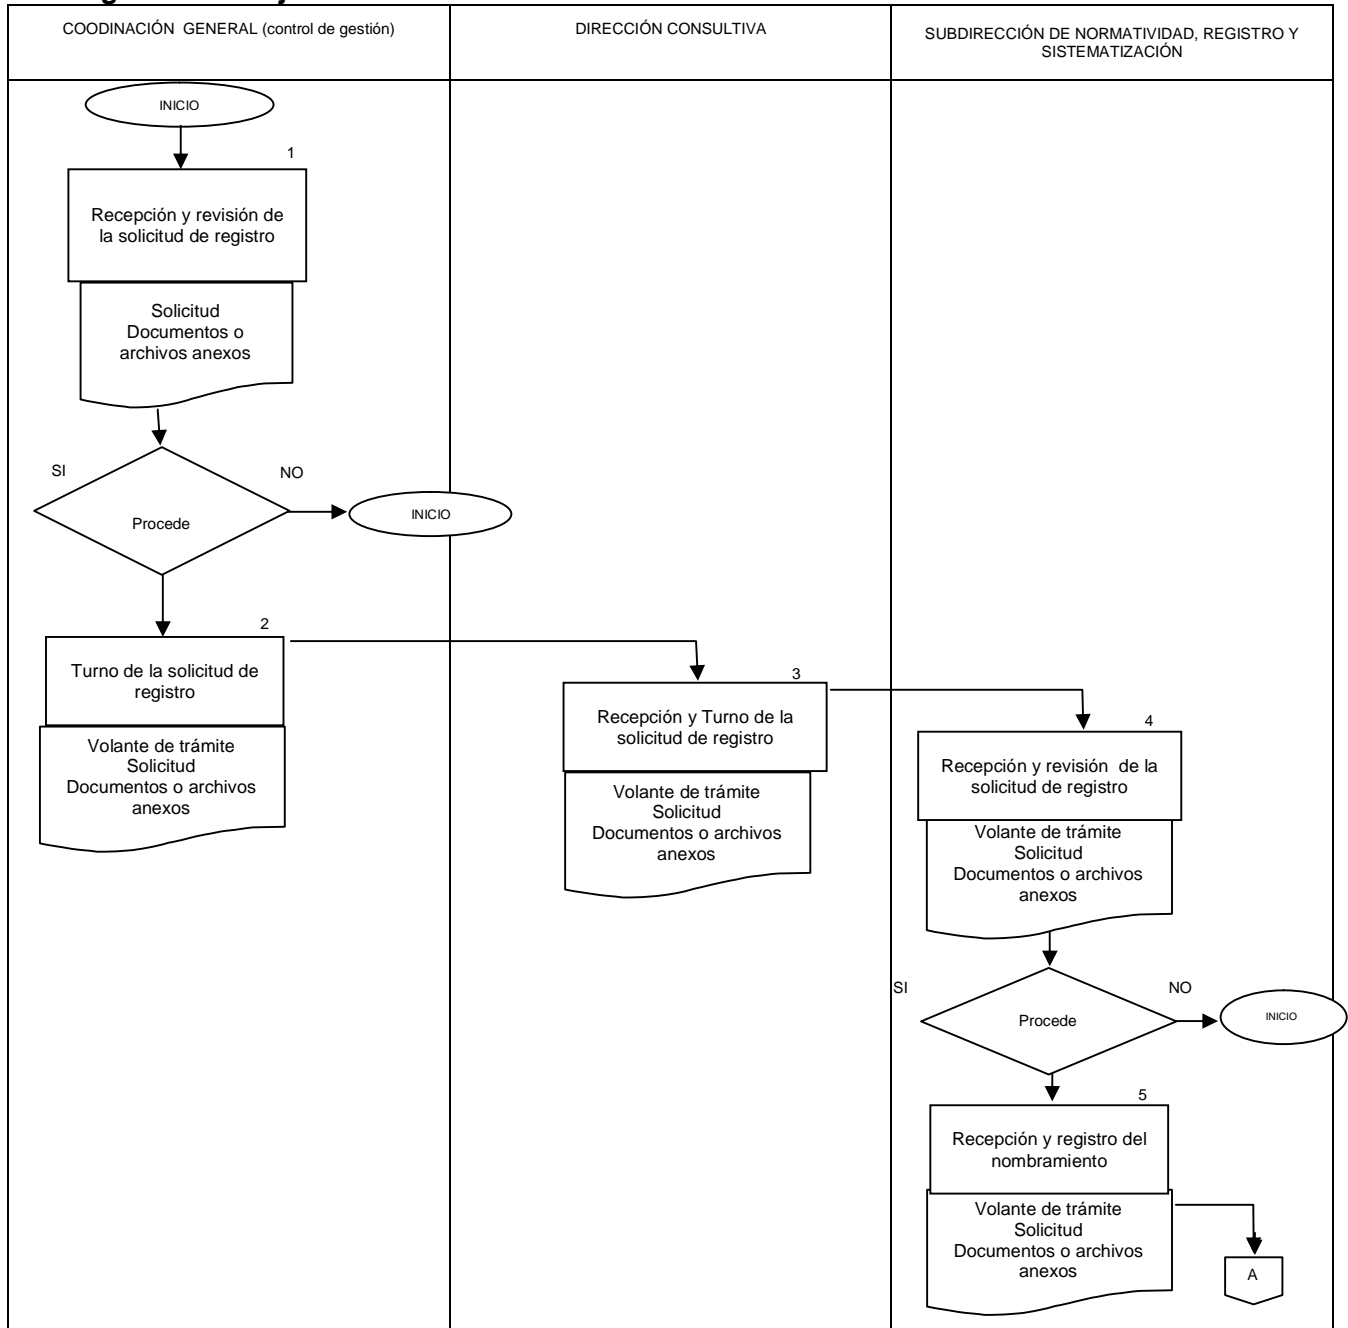 COODINACIÓN GENERAL (control de gestión)
DIRECCIÓN CONSULTIVA
SUBDIRECCIÓN DE NORMATIVIDAD, REGISTRO Y
SISTEMATIZACIÓN
INICIO
1
Recepción y revisión de
la solicitud de registro
Solicitud
Documentos o
archivos anexos
SI
NO
Procede
INICIO
2
Turno de la solicitud de
registro
Volante de trámite
Solicitud
Documentos o archivos
anexos
3
Recepción y Turno de la
solicitud de registro
Volante de trámite
Solicitud
Documentos o archivos
anexos
4
Recepción y revisión de la
solicitud de registro
Volante de trámite
Solicitud
Documentos o archivos
anexos
SI
NO
Procede
INICIO
5
Recepción y registro del
nombramiento
Volante de trámite
Solicitud
Documentos o archivos
anexos
A